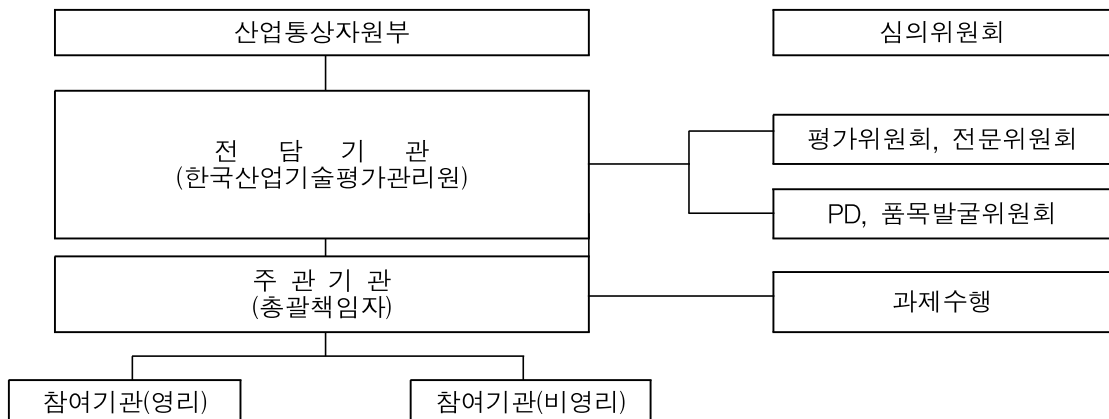 산업통상자원부
심의위원회
전 담 기 관
(한국산업기술평가관리원)
평가위원회, 전문위원회
PD, 품목발굴위원회
주 관 기 관
(총괄책임자)
과제수행
참여기관(영리)
참여기관(비영리)